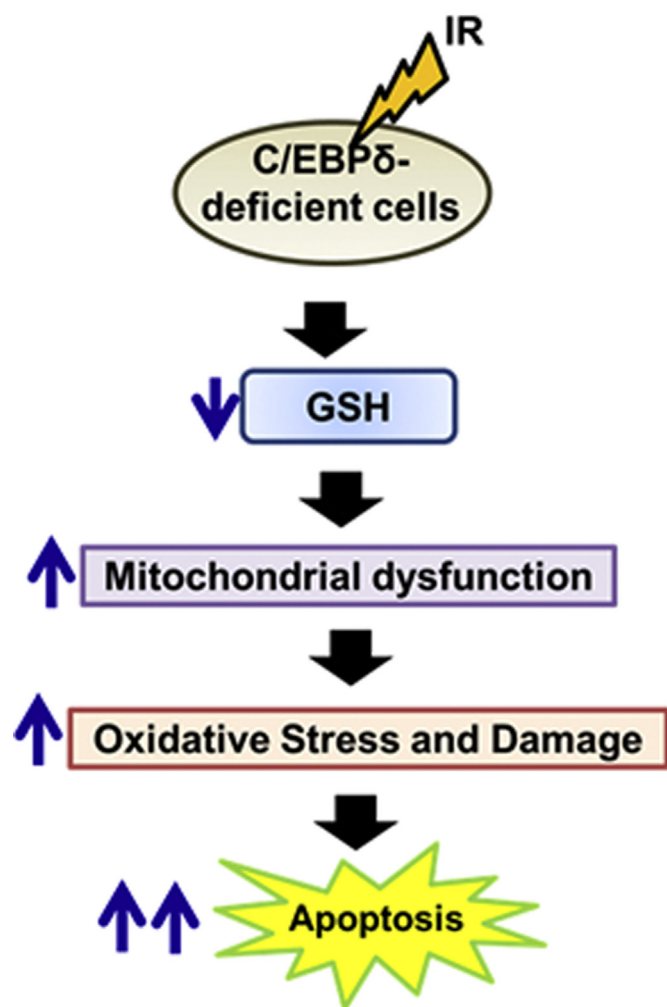 IR
C/EBPδ-
deficient cells
GSH
Mitochondrial dysfunction
Oxidative Stress and Damage
Apoptosis